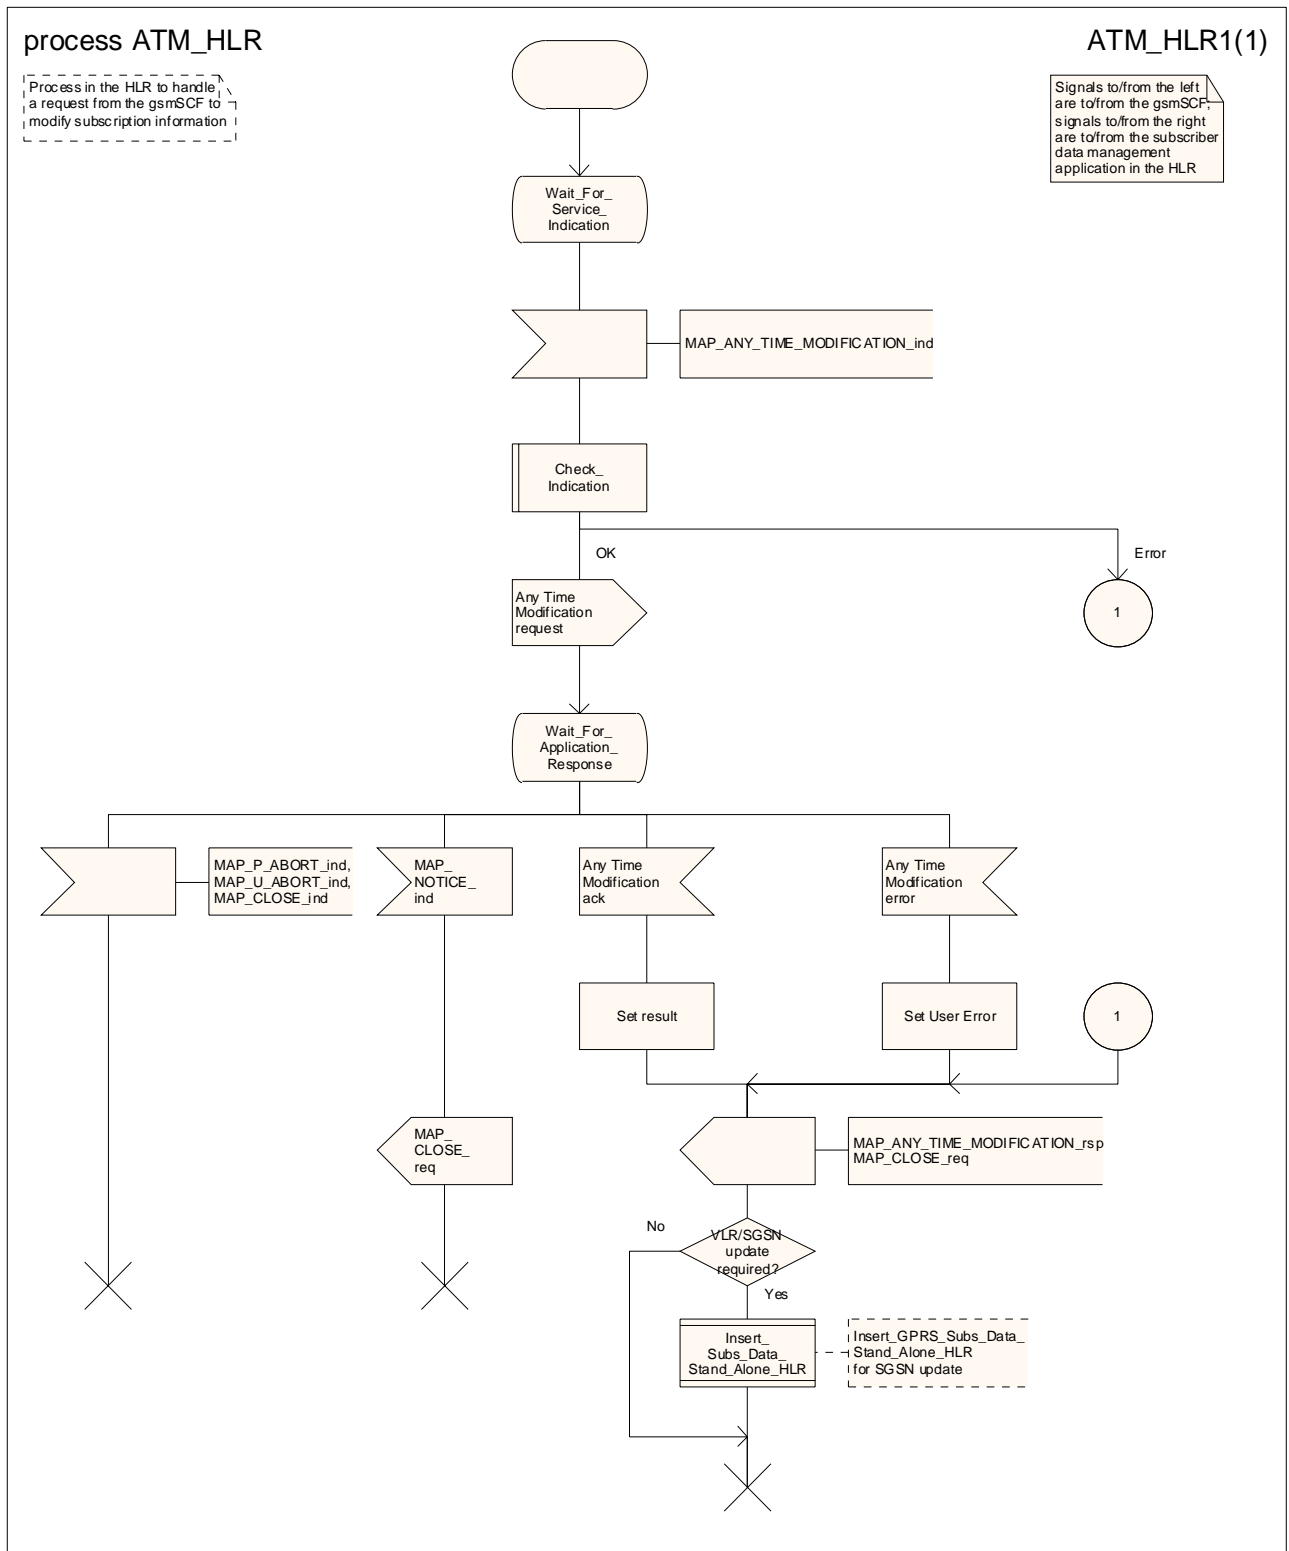 process ATM_HLR
ATM_HLR1(1)
Process in the HLR to handle
a request from the gsmSCF to
modify subscription information
Signals to/from the left
are to/from the gsmSCF;
signals to/from the right
are to/from the subscriber
data management
application in the HLR
Wait_For_
Service_
Indication
MAP_ANY_TIME_MODIFICATION_ind
Check_
Indication
OK
Error
Any Time
Modification
request
1
Wait_For_
Application_
Response
MAP_P_ABORT_ind,
MAP_U_ABORT_ind,
MAP_CLOSE_ind
MAP_
NOTICE_
ind
Any Time
Modification
ack
Any Time
Modification
error
Set result
Set User Error
1
MAP_
CLOSE_
req
MAP_ANY_TIME_MODIFICATION_rsp
MAP_CLOSE_req
No
VLR/SGSN
update
required?
Yes
Insert_
Subs_Data_
Stand_Alone_HLR
Insert_GPRS_Subs_Data_
Stand_Alone_HLR
for SGSN update